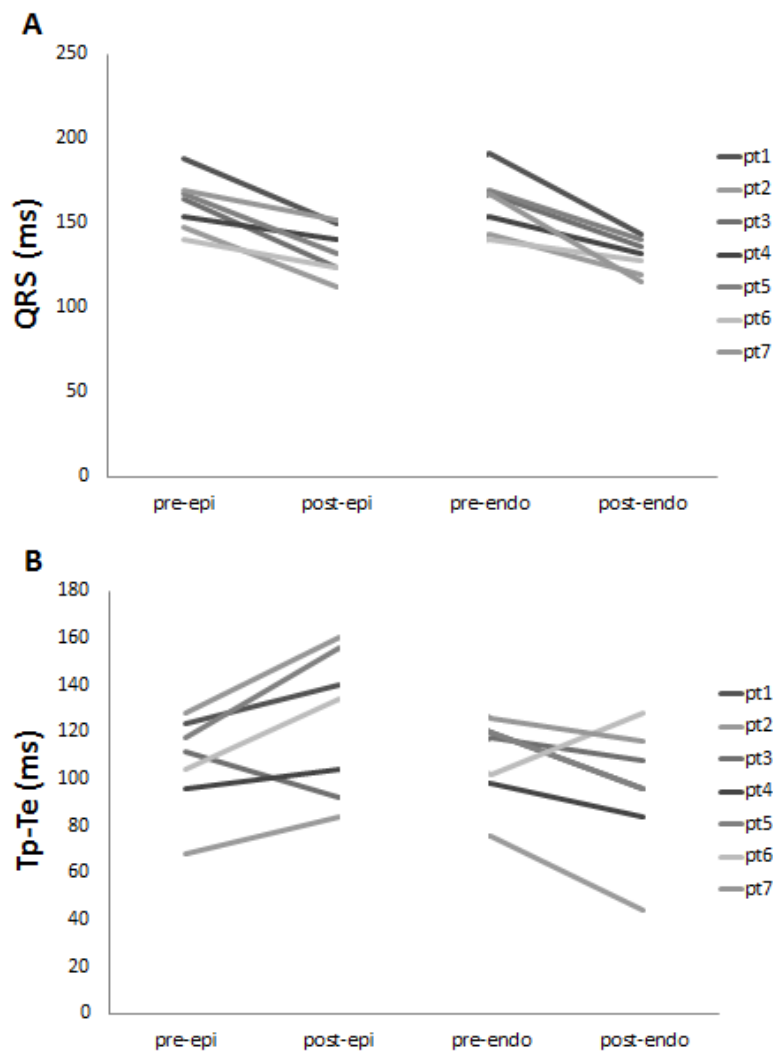 A
250
200
150
100
50
0
QRS (ms)
pre-epi post-epi pre-endo post-endo
pt1
pt2
pt3
pt4
pt5
pt6
pt7
B
180
160
140
120
100
80
60
40
20
0
Tp-Te (ms)
pre-epi post-epi pre-endo post-endo
pt1
pt2
pt3
pt4
pt5
pt6
pt7